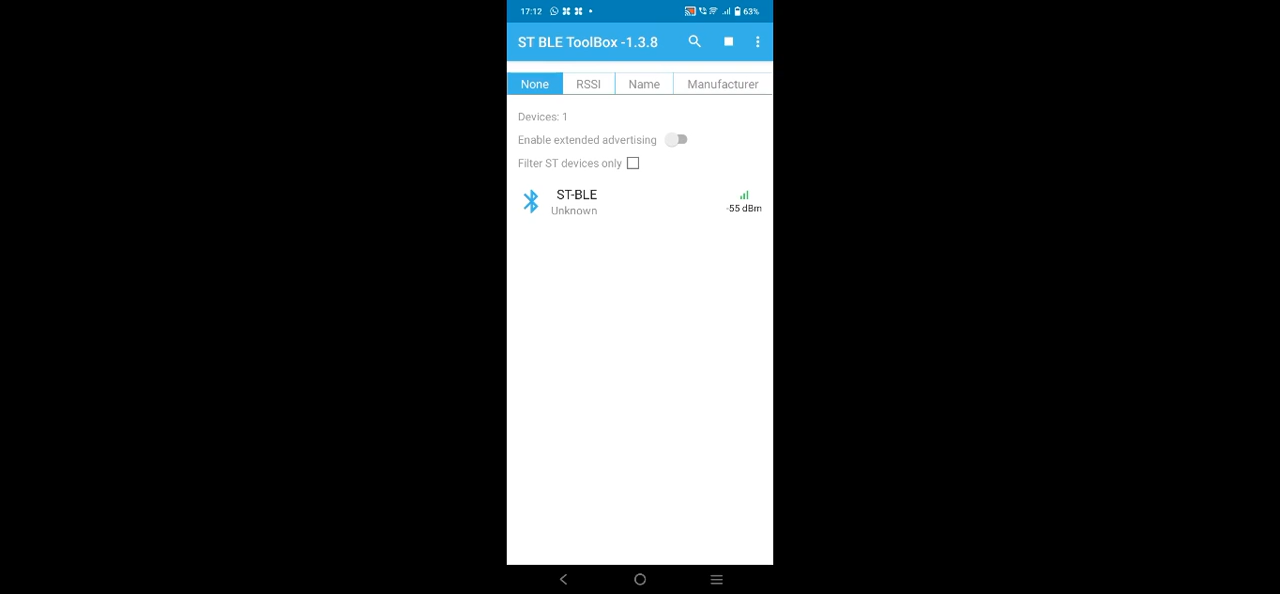 17:12 63%
ST BLE ToolBox -1.3.8
None RSSI Name Manufacturer
Devices: 1
Enable extended advertising
Filter ST devices only
ST-BLE
Unknown
-55 dBm